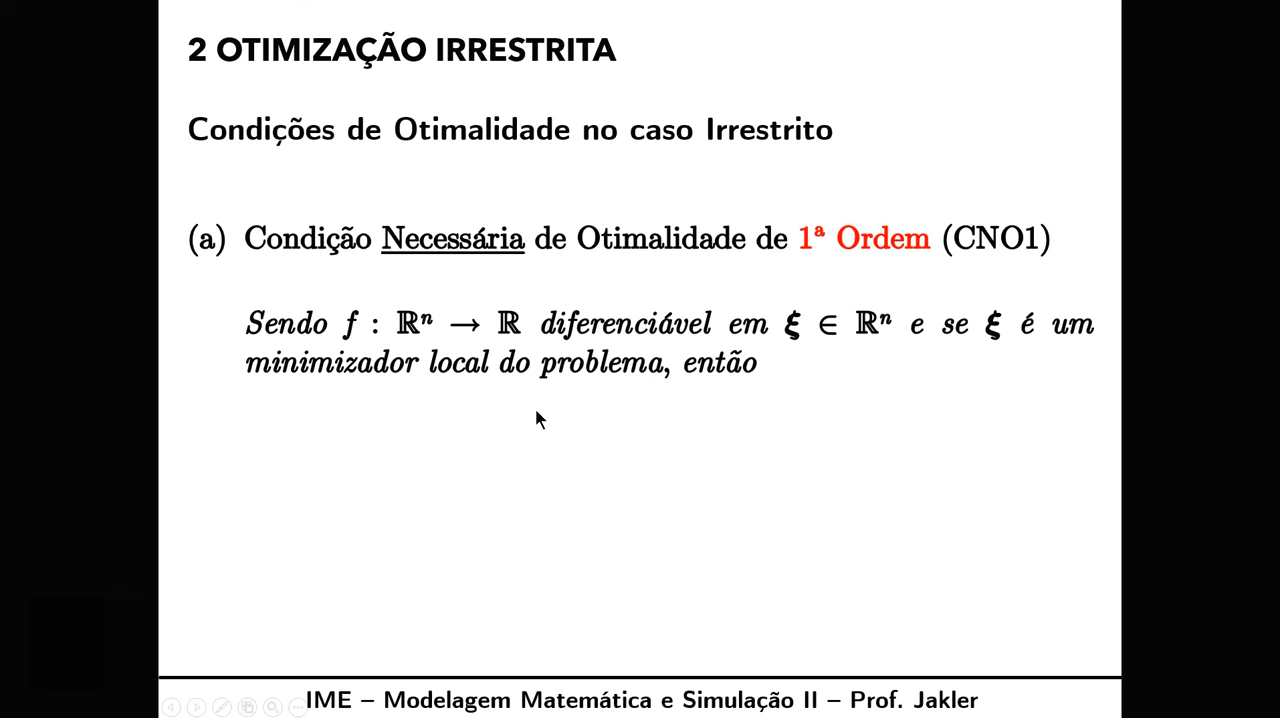 2 OTIMIZAÇÃO IRRESTRITA
Condições de Otimalidade no caso Irrestrito
(a) Condição Necessária de Otimalidade de 1ª Ordem (CNO1)
Sendo f : ℝⁿ → ℝ diferenciável em ξ ∈ ℝⁿ e se ξ é um
minimizador local do problema, então
IME – Modelagem Matemática e Simulação II – Prof. Jakler